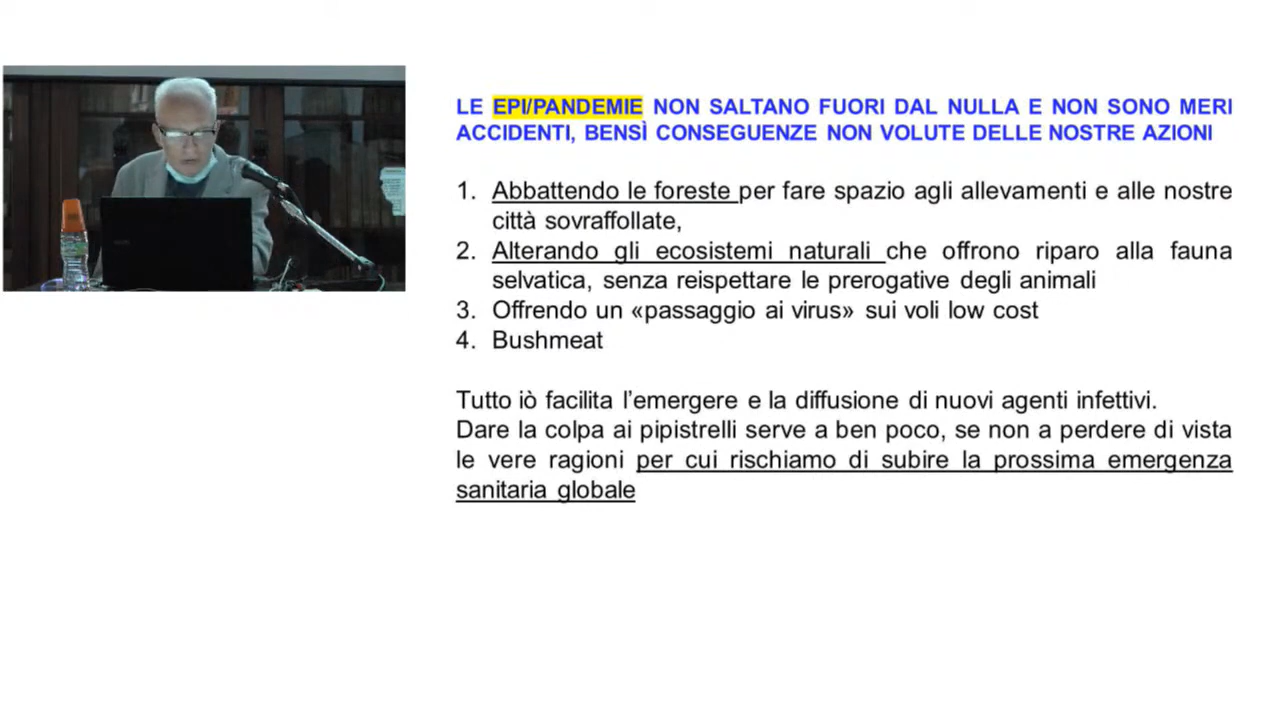 LE EPI/PANDEMIE NON SALTANO FUORI DAL NULLA E NON SONO MERI
ACCIDENTI, BENSÌ CONSEGUENZE NON VOLUTE DELLE NOSTRE AZIONI
1. Abbattendo le foreste per fare spazio agli allevamenti e alle nostre
città sovraffollate,
2. Alterando gli ecosistemi naturali che offrono riparo alla fauna
selvatica, senza reispettare le prerogative degli animali
3. Offrendo un «passaggio ai virus» sui voli low cost
4. Bushmeat
Tutto iò facilita l’emergere e la diffusione di nuovi agenti infettivi.
Dare la colpa ai pipistrelli serve a ben poco, se non a perdere di vista
le vere ragioni per cui rischiamo di subire la prossima emergenza
sanitaria globale